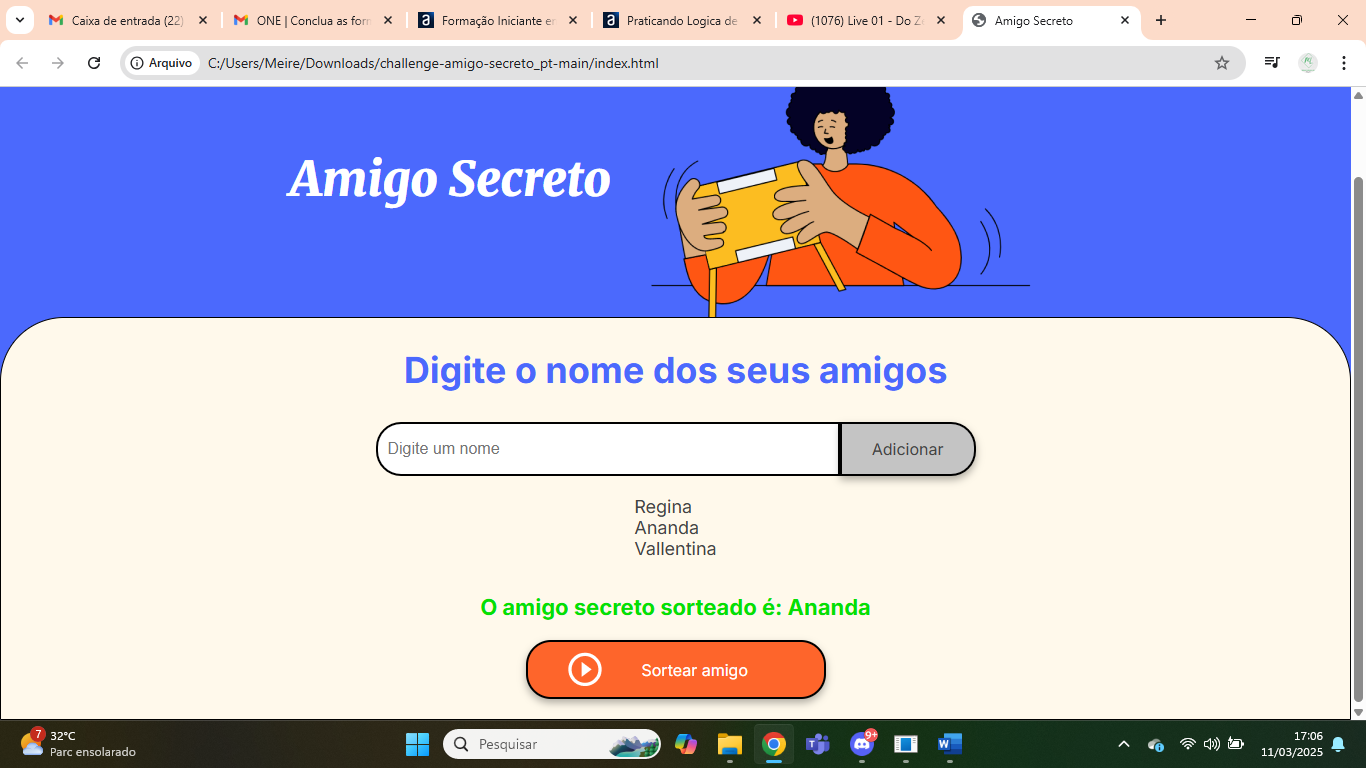 Caixa de entrada (22)
ONE | Conclua as for
Formação Iniciante e
Praticando Logica de
(1076) Live 01 - Do Z
Amigo Secreto
Arquivo
C:/Users/Meire/Downloads/challenge-amigo-secreto_pt-main/index.html
Amigo Secreto
Digite o nome dos seus amigos
Digite um nome
Adicionar
Regina
Ananda
Vallentina
O amigo secreto sorteado é: Ananda
Sortear amigo
7
32°C
Parc ensolarado
Pesquisar
9+
17:06
11/03/2025